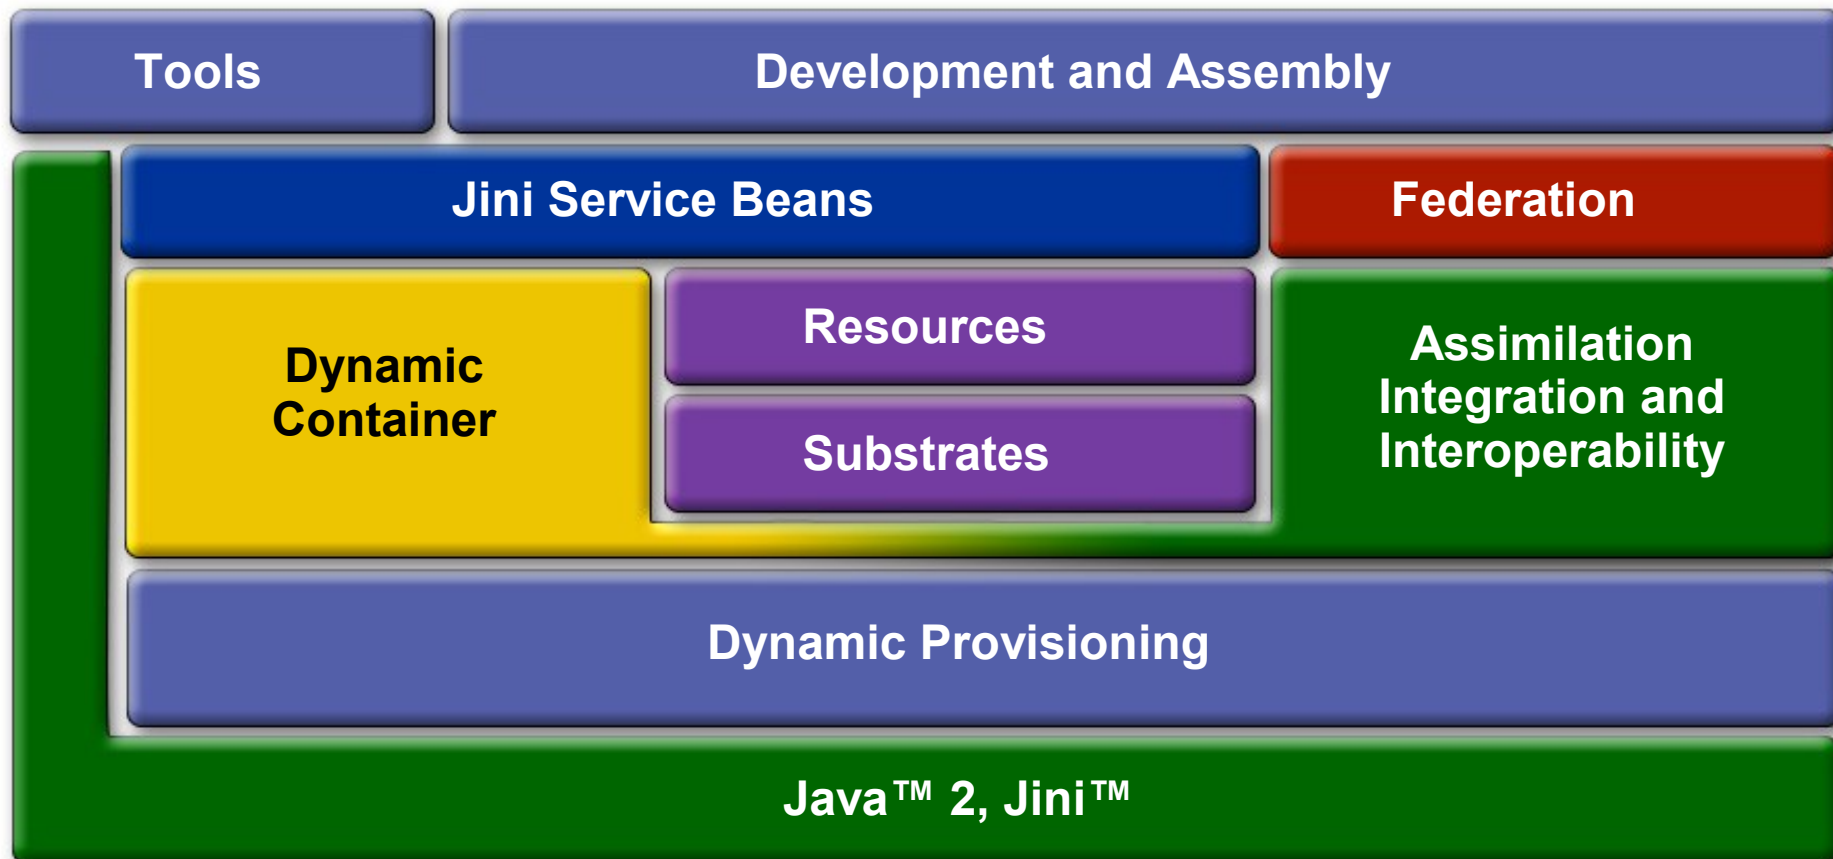 Tools
Development and Assembly
Jini Service Beans
Federation
Dynamic
Container
Resources
Substrates
Assimilation
Integration and
Interoperability
Dynamic Provisioning
Java™ 2, Jini™